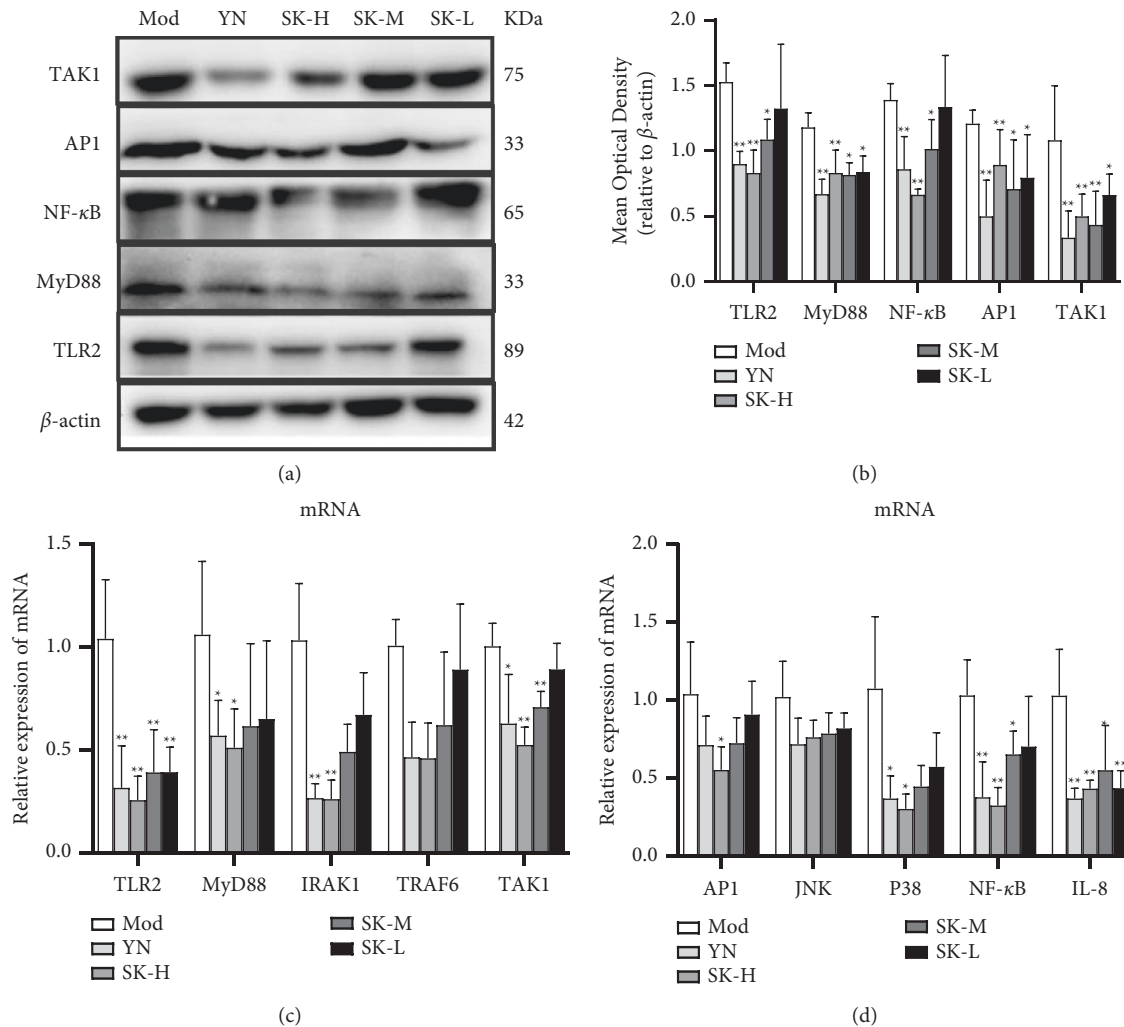 Mod YN SK-H SK-M SK-L KDa
TAK1 75
AP1 33
NF-κB 65
MyD88 33
TLR2 89
β-actin 42
(a)
Mean Optical Density
(relative to β-actin)
2.0
1.5
1.0
0.5
0.0
** ** *
** ** * *
** ** *
** ** * *
** ** ** *
TLR2 MyD88 NF-κB AP1 TAK1
Mod SK-M
YN SK-L
SK-H
(b)
mRNA
Relative expression of mRNA
1.5
1.0
0.5
0.0
** ** ** **
* *
** **
* ** **
TLR2 MyD88 IRAK1 TRAF6 TAK1
Mod SK-M
YN SK-L
SK-H
(c)
mRNA
Relative expression of mRNA
2.0
1.5
1.0
0.5
0.0
*
* *
** ** *
** ** * **
AP1 JNK P38 NF-κB IL-8
Mod SK-M
YN SK-L
SK-H
(d)